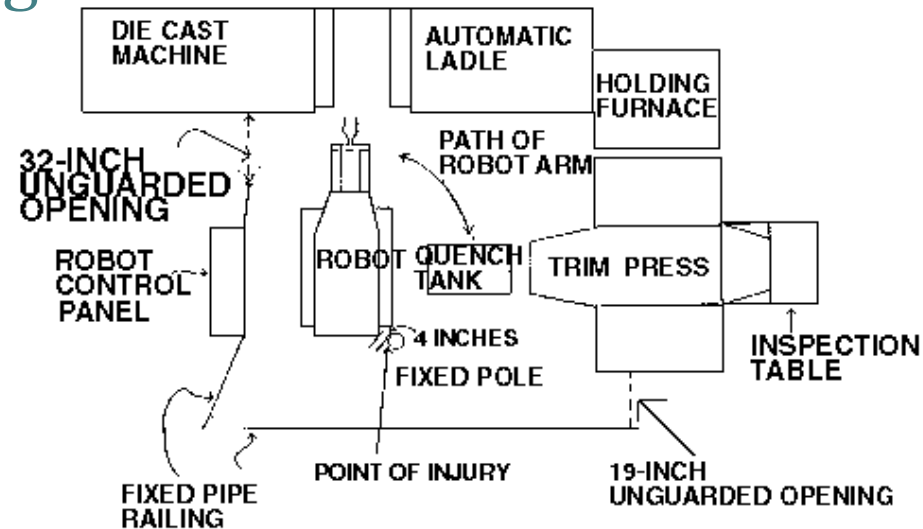 DIE CAST
MACHINE
AUTOMATIC
LADLE
HOLDING
FURNACE
PATH OF
ROBOT ARM
32-INCH
UNGUARDED
OPENING
ROBOT
CONTROL
PANEL
ROBOT
QUENCH
TANK
TRIM PRESS
4 INCHES
FIXED POLE
INSPECTION
TABLE
POINT OF INJURY
19-INCH
UNGUARDED OPENING
FIXED PIPE
RAILING